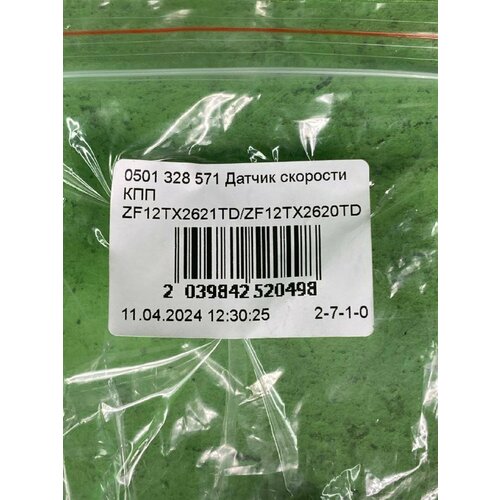 0501 328 571 Датчик скорости
КПП
ZF12TX2621TD/ZF12TX2620TD
2 039842 520498
11.04.2024 12:30:25 2-7-1-0